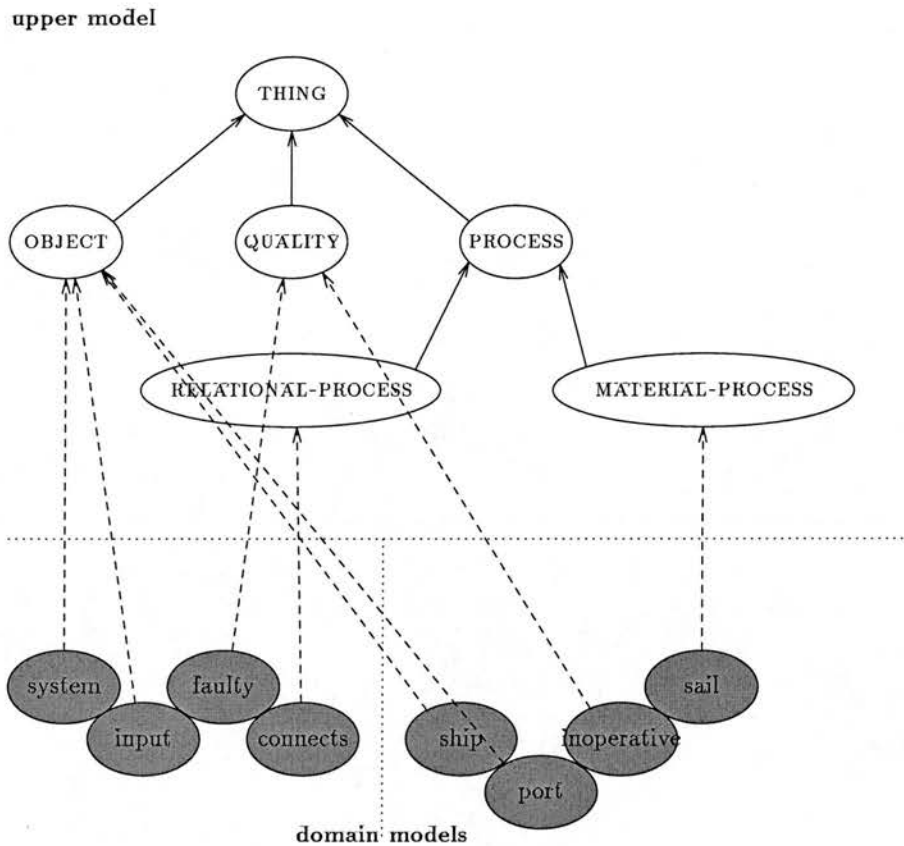 upper model
THING
OBJECT
QUALITY
PROCESS
RELATIONAL-PROCESS
MATERIAL-PROCESS
system
faulty
sail
input
connects
ship
inoperative
port
domain models